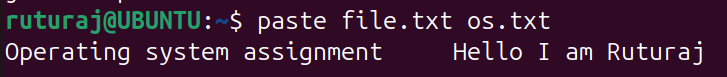 ruturaj@UBUNTU:~$ paste file.txt os.txt
Operating system assignment     Hello I am Ruturaj